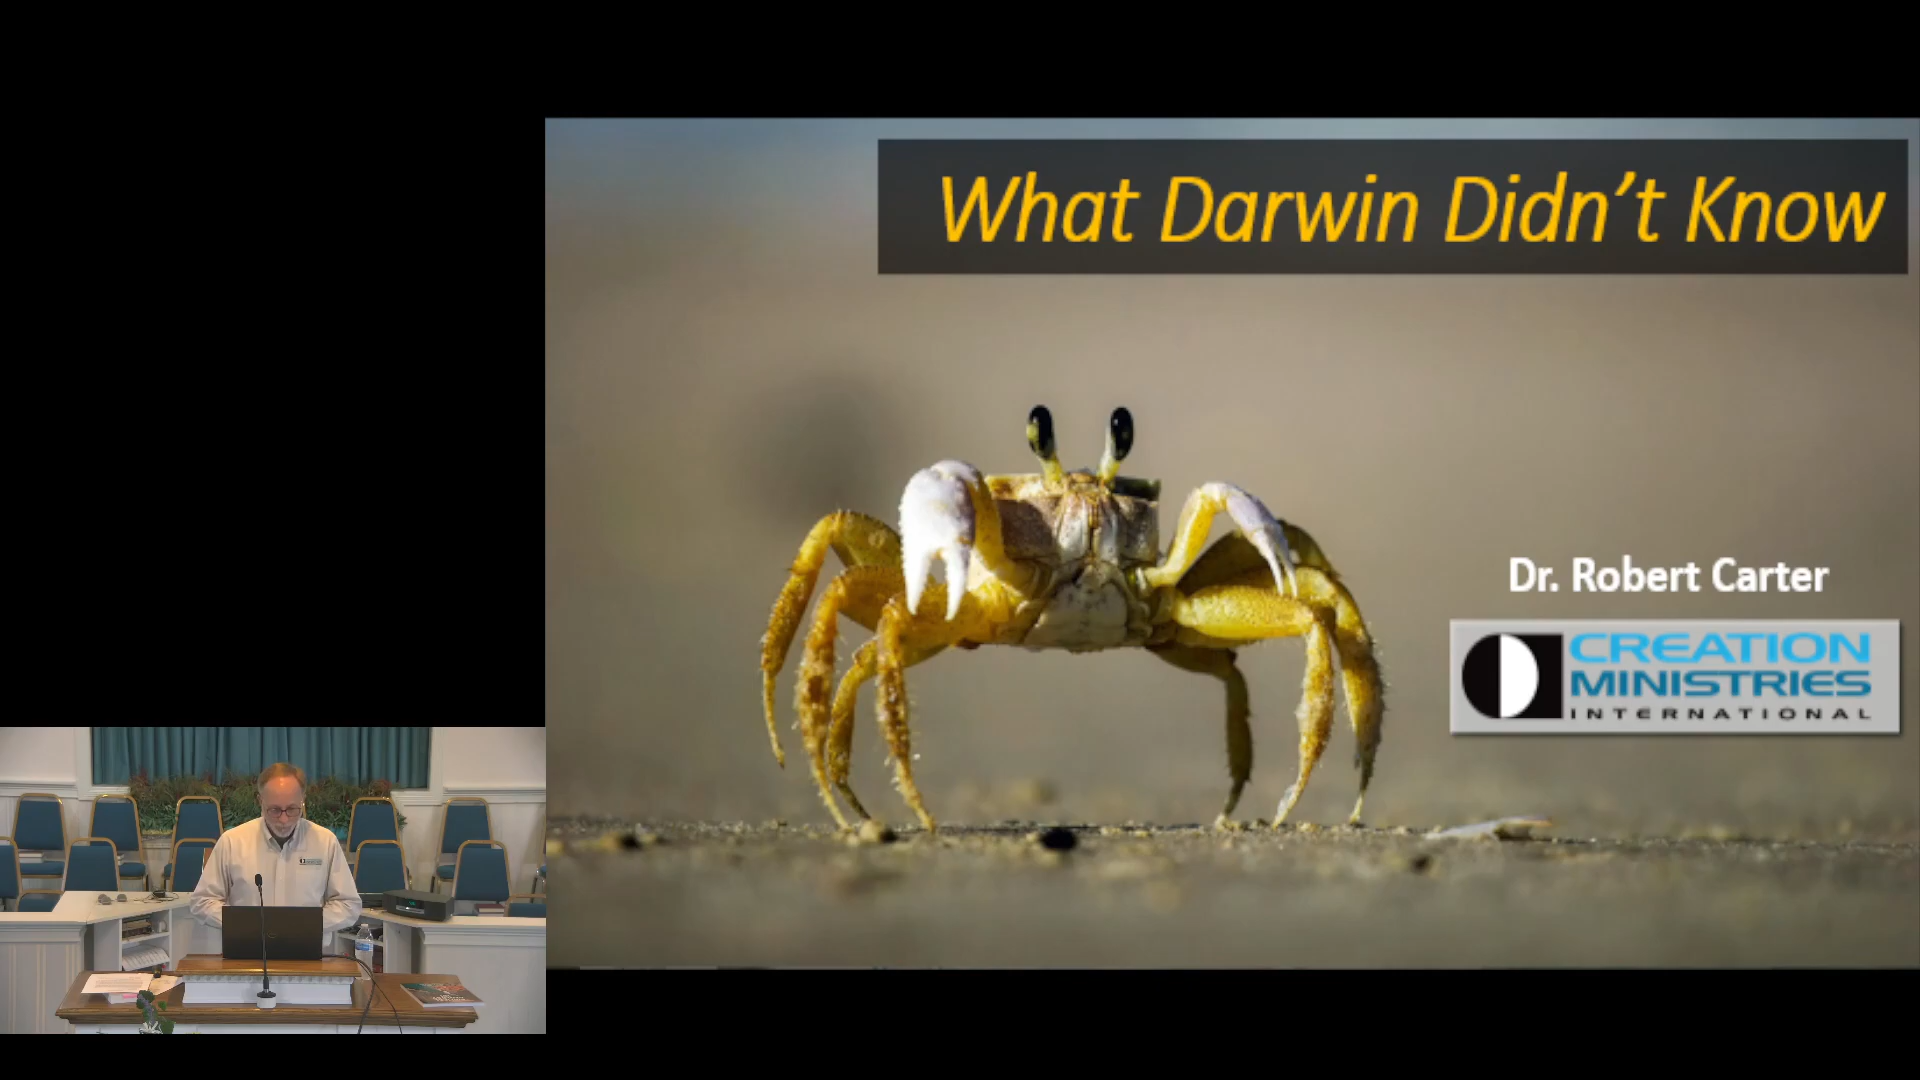 What Darwin Didn't Know
Dr. Robert Carter
CREATION
MINISTRIES
INTERNATIONAL